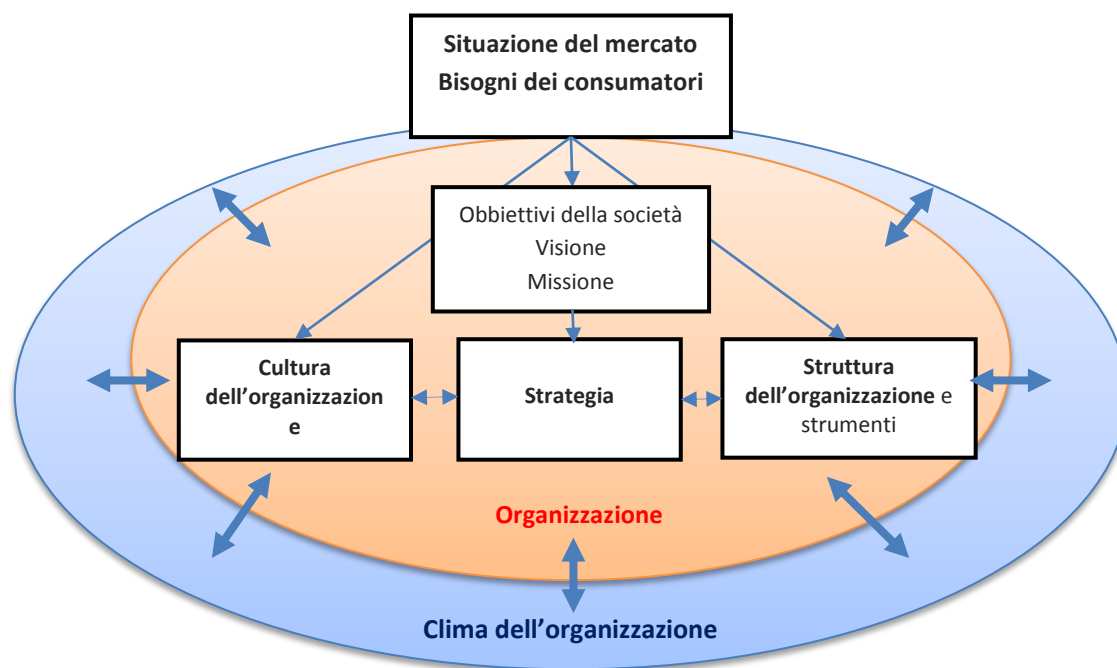 Situazione del mercato
Bisogni dei consumatori
Obbiettivi della società
Visione
Missione
Cultura
dell’organizzazion
e
Strategia
Struttura
dell’organizzazione e
strumenti
Organizzazione
Clima dell’organizzazione